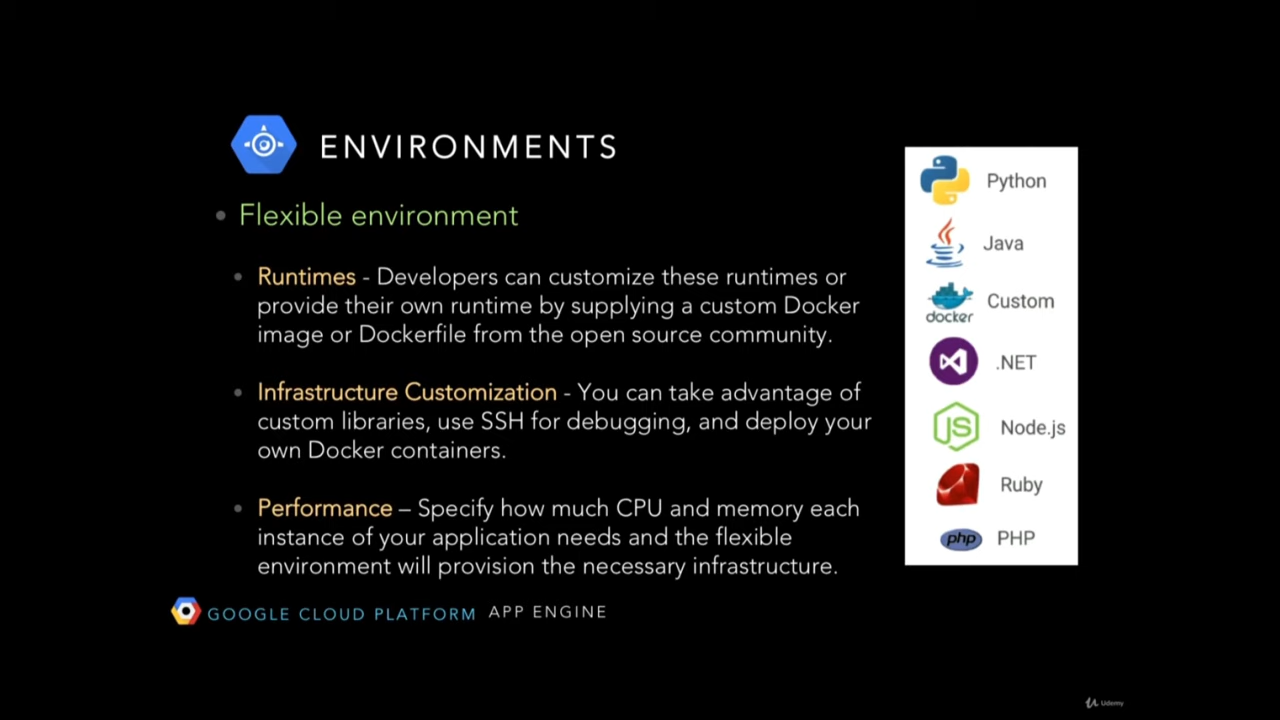 ENVIRONMENTS
• Flexible environment
• Runtimes - Developers can customize these runtimes or
provide their own runtime by supplying a custom Docker
image or Dockerfile from the open source community.
• Infrastructure Customization - You can take advantage of
custom libraries, use SSH for debugging, and deploy your
own Docker containers.
• Performance – Specify how much CPU and memory each
instance of your application needs and the flexible
environment will provision the necessary infrastructure.
GOOGLE CLOUD PLATFORM APP ENGINE
Python
Java
docker Custom
.NET
JS Node.js
Ruby
php PHP
Udemy